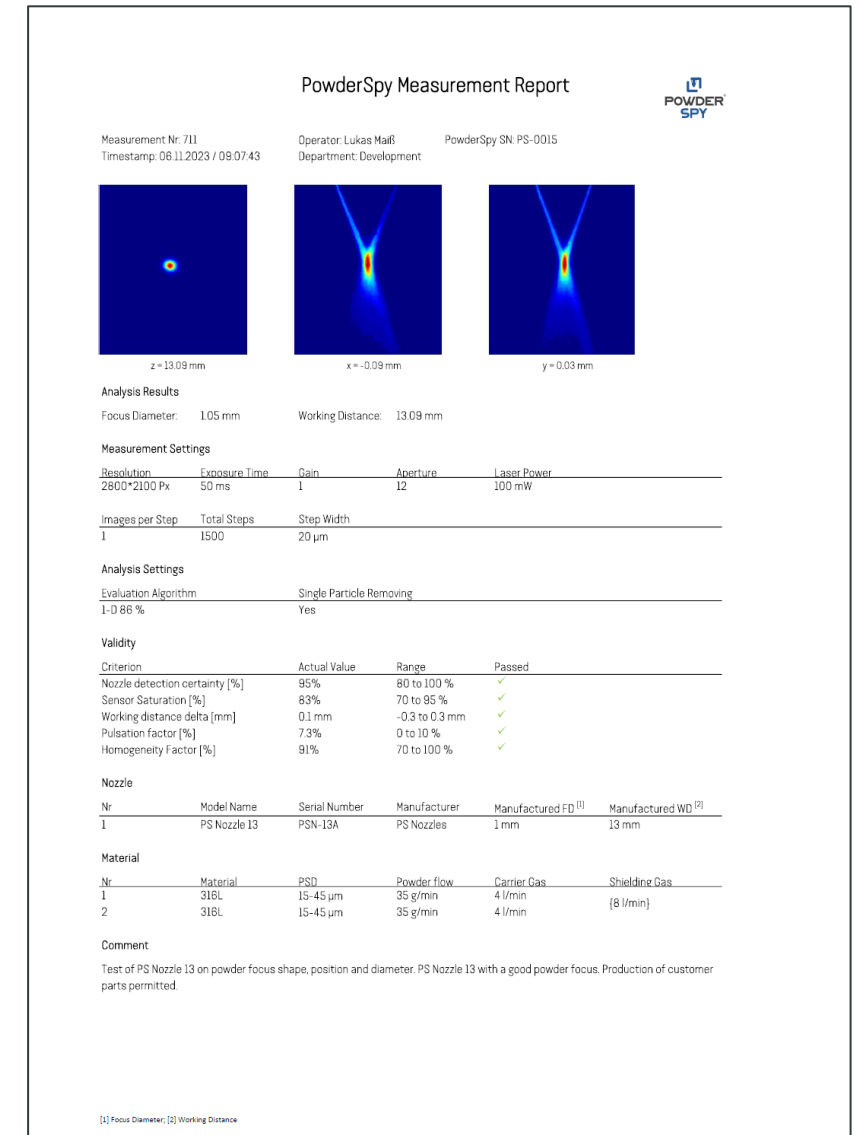 PowderSpy Measurement Report
POWDER
SPY
Measurement Nr: 711 Operator: Lukas Maiß PowderSpy SN: PS-0015
Timestamp: 06.11.2023 / 09:07:43 Department: Development
z = 13.09 mm x = -0.09 mm y = 0.03 mm
Analysis Results
Focus Diameter: 1.05 mm Working Distance: 13.09 mm
Measurement Settings
Resolution Exposure Time Gain Aperture Laser Power
2800*2100 Px 50 ms 1 12 100 mW
Images per Step Total Steps Step Width
1 1500 20 µm
Analysis Settings
Evaluation Algorithm Single Particle Removing
1-D 86 % Yes
Validity
Criterion Actual Value Range Passed
Nozzle detection certainty [%] 95% 80 to 100 % ✓
Sensor Saturation [%] 83% 70 to 95 % ✓
Working distance delta [mm] 0.1 mm -0.3 to 0.3 mm ✓
Pulsation factor [%] 7.3% 0 to 10 % ✓
Homogeneity Factor [%] 91% 70 to 100 % ✓
Nozzle
Nr Model Name Serial Number Manufacturer Manufactured FD [1] Manufactured WD [2]
1 PS Nozzle 13 PSN-13A PS Nozzles 1 mm 13 mm
Material
Nr Material PSD Powder flow Carrier Gas Shielding Gas
1 316L 15-45 µm 35 g/min 4 l/min {8 l/min}
2 316L 15-45 µm 35 g/min 4 l/min
Comment
Test of PS Nozzle 13 on powder focus shape, position and diameter. PS Nozzle 13 with a good powder focus. Production of customer
parts permitted.
[1] Focus Diameter; [2] Working Distance